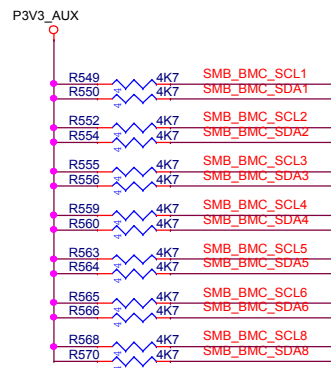 P3V3_AUX
R549 4K7 SMB_BMC_SCL1
R550 4K7 SMB_BMC_SDA1
R552 4K7 SMB_BMC_SCL2
R554 4K7 SMB_BMC_SDA2
R555 4K7 SMB_BMC_SCL3
R556 4K7 SMB_BMC_SDA3
R559 4K7 SMB_BMC_SCL4
R560 4K7 SMB_BMC_SDA4
R563 4K7 SMB_BMC_SCL5
R564 4K7 SMB_BMC_SDA5
R565 4K7 SMB_BMC_SCL6
R566 4K7 SMB_BMC_SDA6
R568 4K7 SMB_BMC_SCL8
R570 4K7 SMB_BMC_SDA8